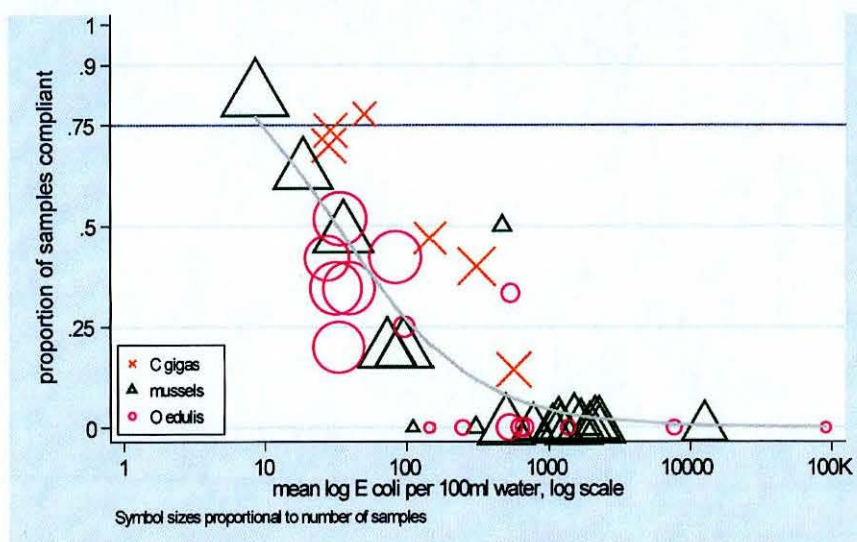 proportion of samples compliant
1
.9
.75
.5
.25
0
C gigas
mussels
O edulis
1
10
100
1000
10000
100K
mean log E coli per 100ml water, log scale
Symbol sizes proportional to number of samples